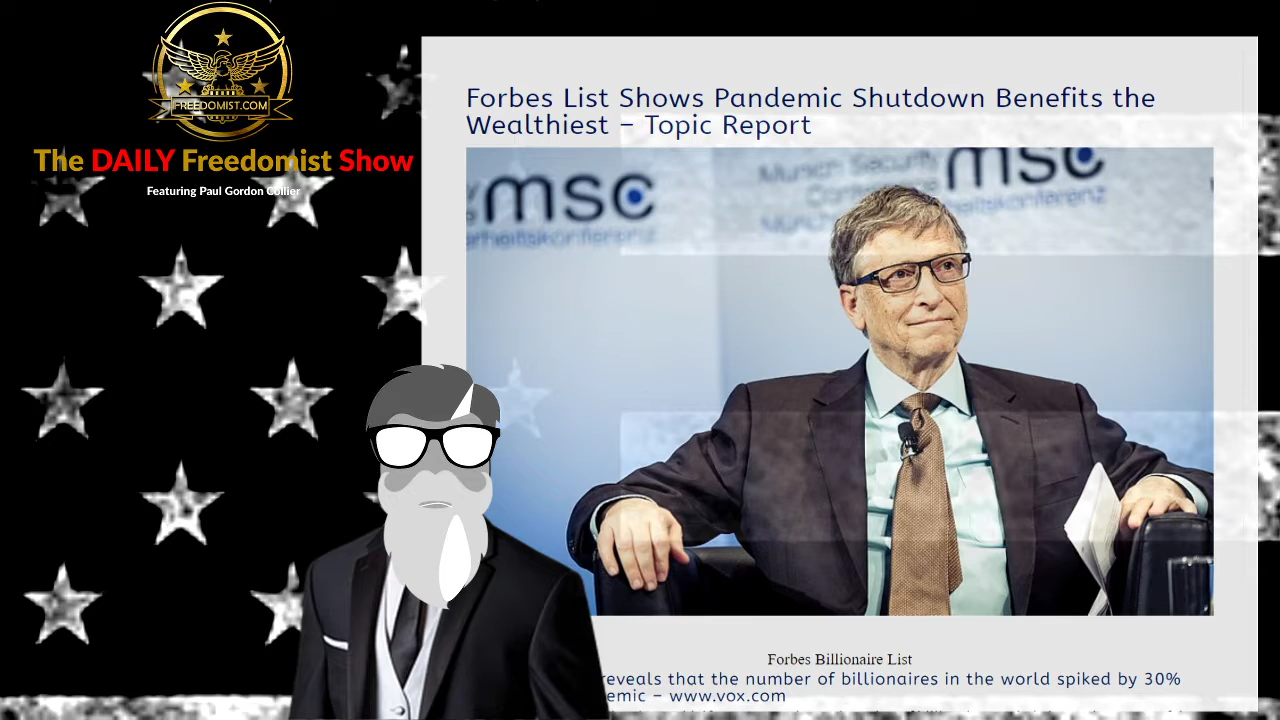 FREEDOMIST.COM
The DAILY Freedomist Show
Featuring Paul Gordon Collier
Forbes List Shows Pandemic Shutdown Benefits the
Wealthiest – Topic Report
msc
msc
Munich Security
Conference
Münchner
Sicherheitskonferenz
Forbes Billionaire List
reveals that the number of billionaires in the world spiked by 30%
emic – www.vox.com